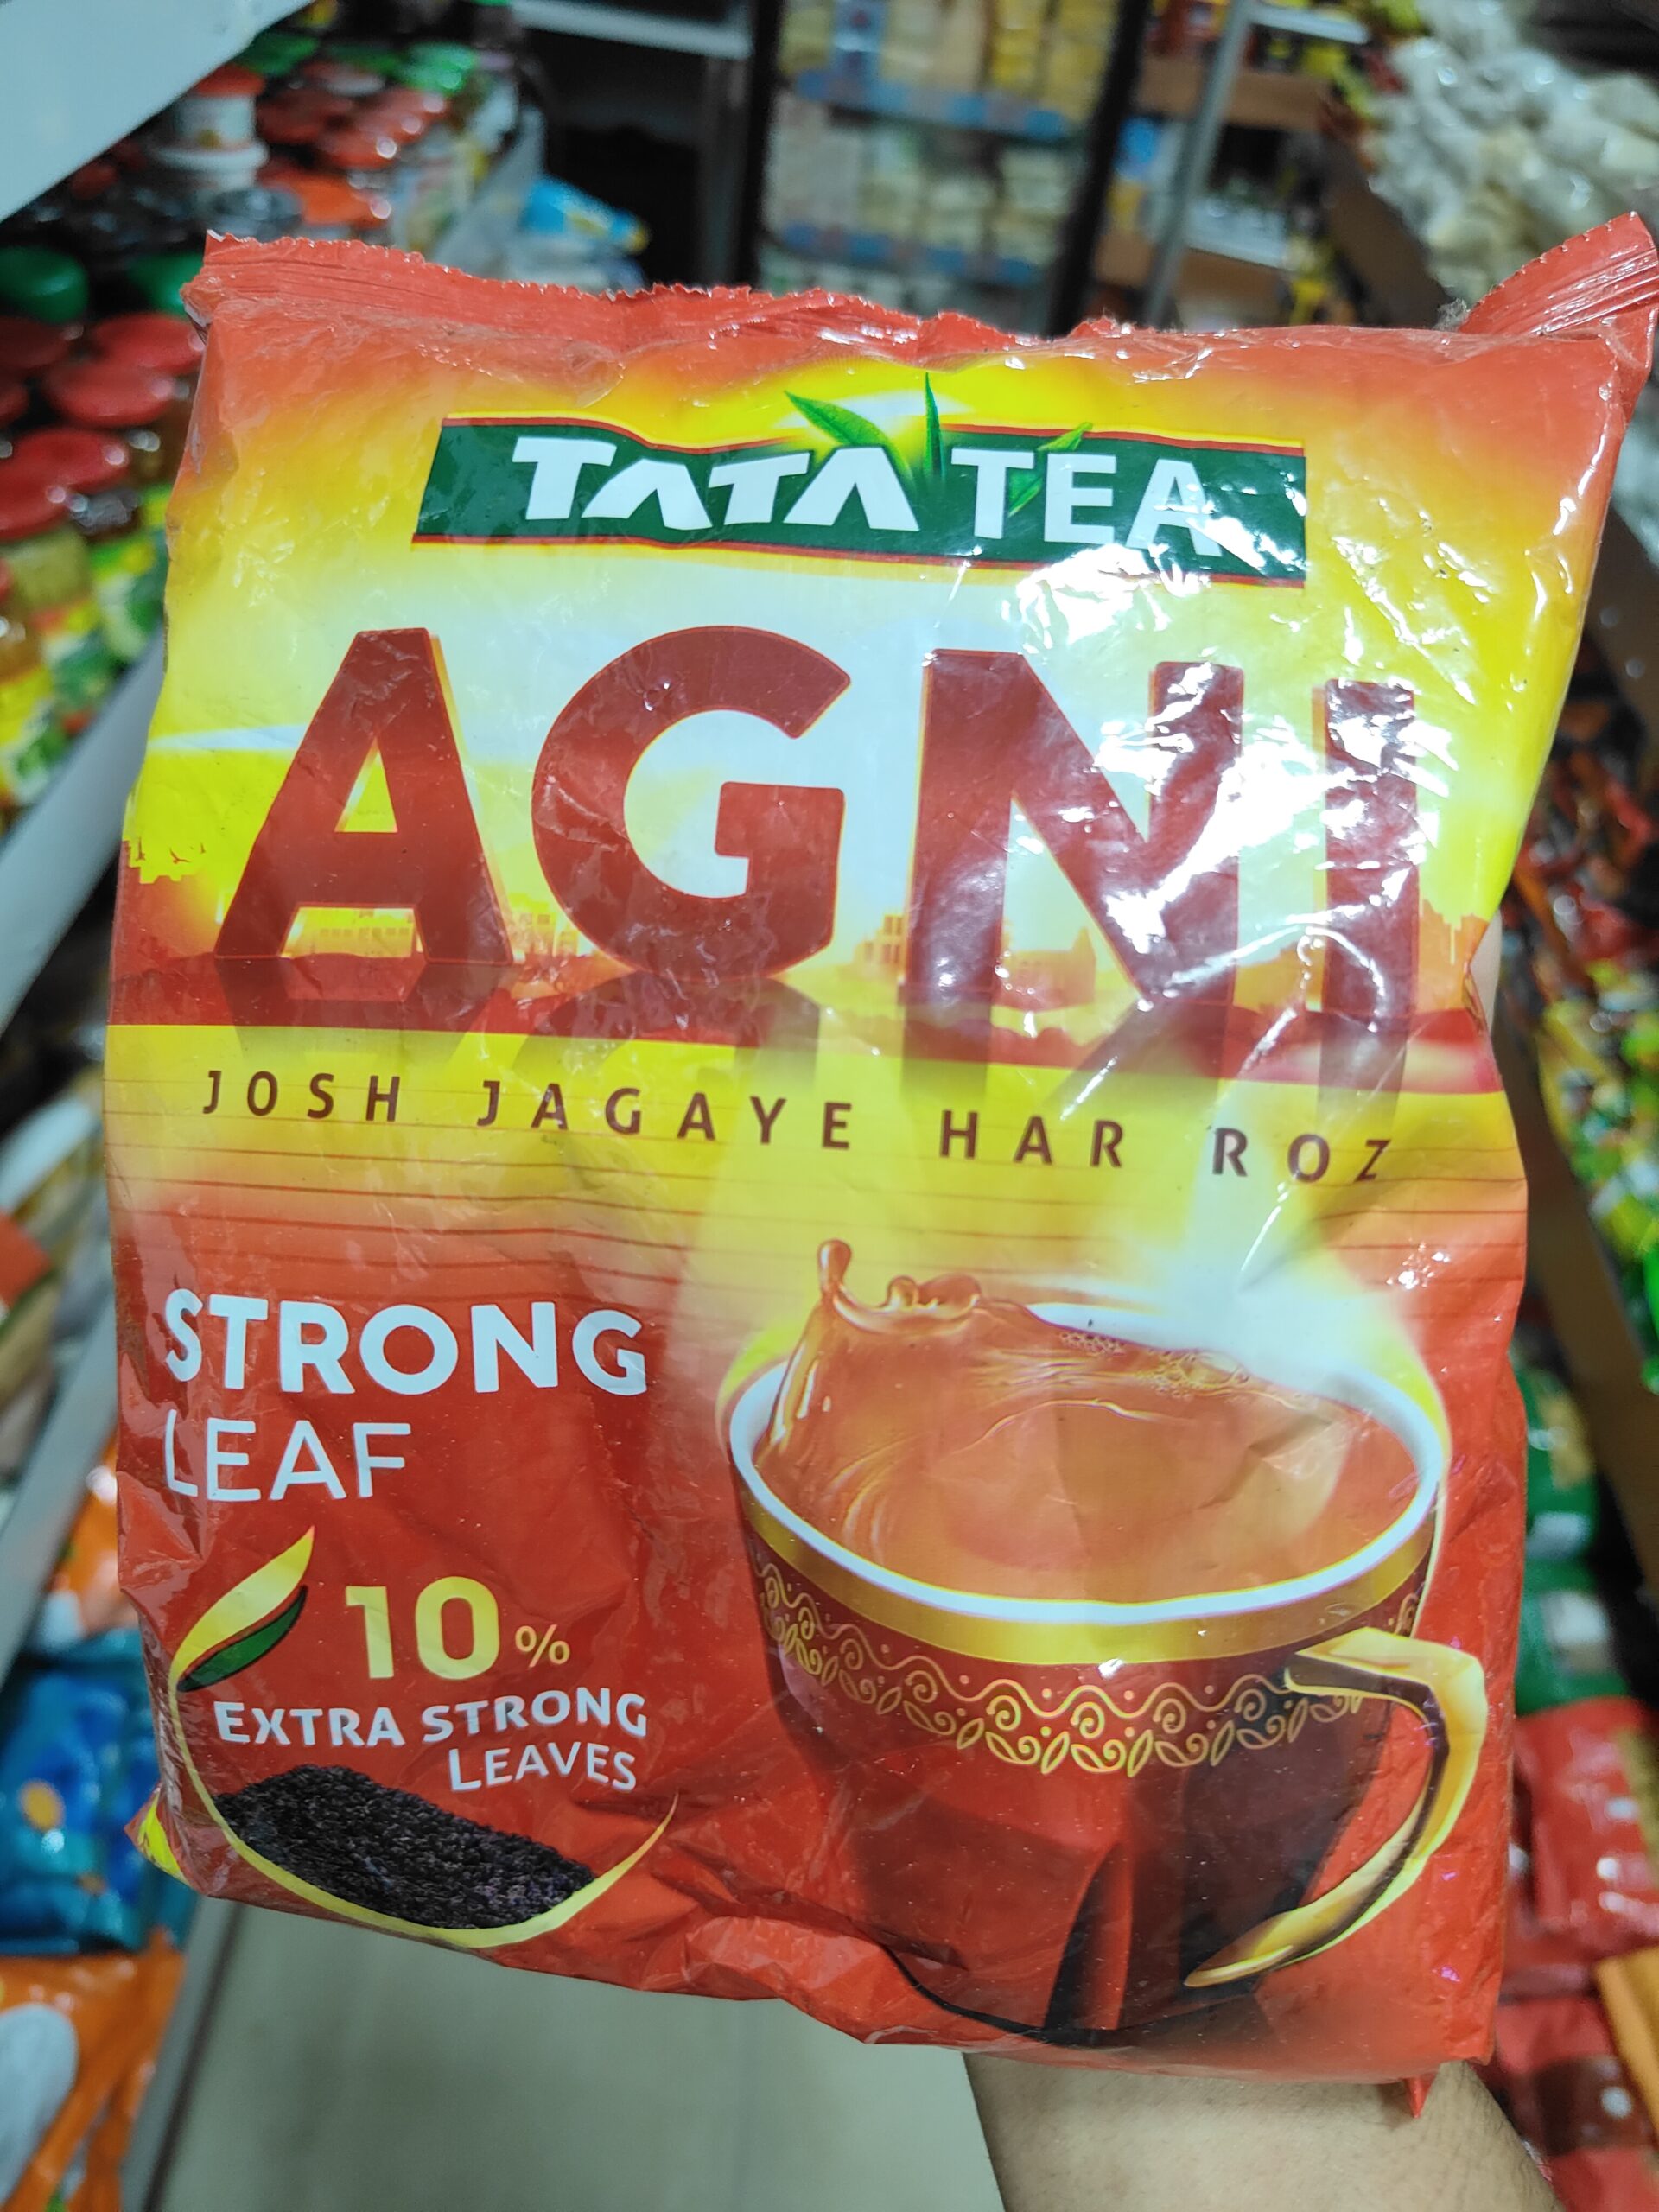 TATA TEA
AGNI
JOSH JAGAYE HAR ROZ
STRONG
LEAF
10%
EXTRA STRONG
LEAVES